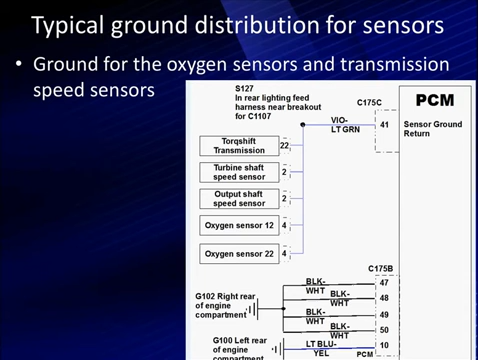 Typical ground distribution for sensors
• Ground for the oxygen sensors and transmission
speed sensors
S127
In rear lighting feed
harness near breakout
for C1107
C175C
PCM
VIO-
LT GRN
41
Sensor Ground
Return
Torqshift
Transmission
22
Turbine shaft
speed sensor
2
Output shaft
speed sensor
2
Oxygen sensor 12
4
Oxygen sensor 22
4
C175B
BLK-
WHT
47
BLK-
WHT
48
G102 Right rear
of engine
compartment
BLK-
WHT
49
BLK-
WHT
50
G100 Left rear
of engine
compartment
LT BLU-
YEL
10
PCM